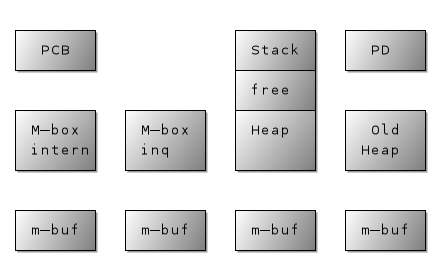 PCB
Stack
PD
free
M-box
intern
M-box
inq
Heap
Old
Heap
m-buf
m-buf
m-buf
m-buf